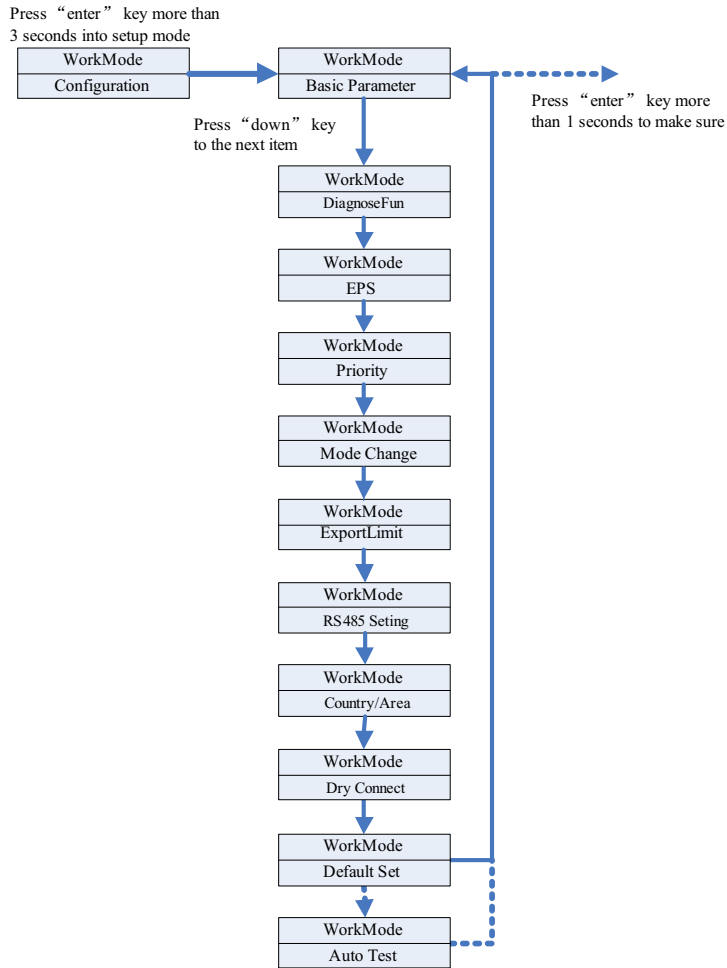 Press “enter” key more than
3 seconds into setup mode
WorkMode
Configuration
WorkMode
Basic Parameter
Press “enter” key more
than 1 seconds to make sure
Press “down” key
to the next item
WorkMode
DiagnoseFun
WorkMode
EPS
WorkMode
Priority
WorkMode
Mode Change
WorkMode
ExportLimit
WorkMode
RS485 Seting
WorkMode
Country/Area
WorkMode
Dry Connect
WorkMode
Default Set
WorkMode
Auto Test